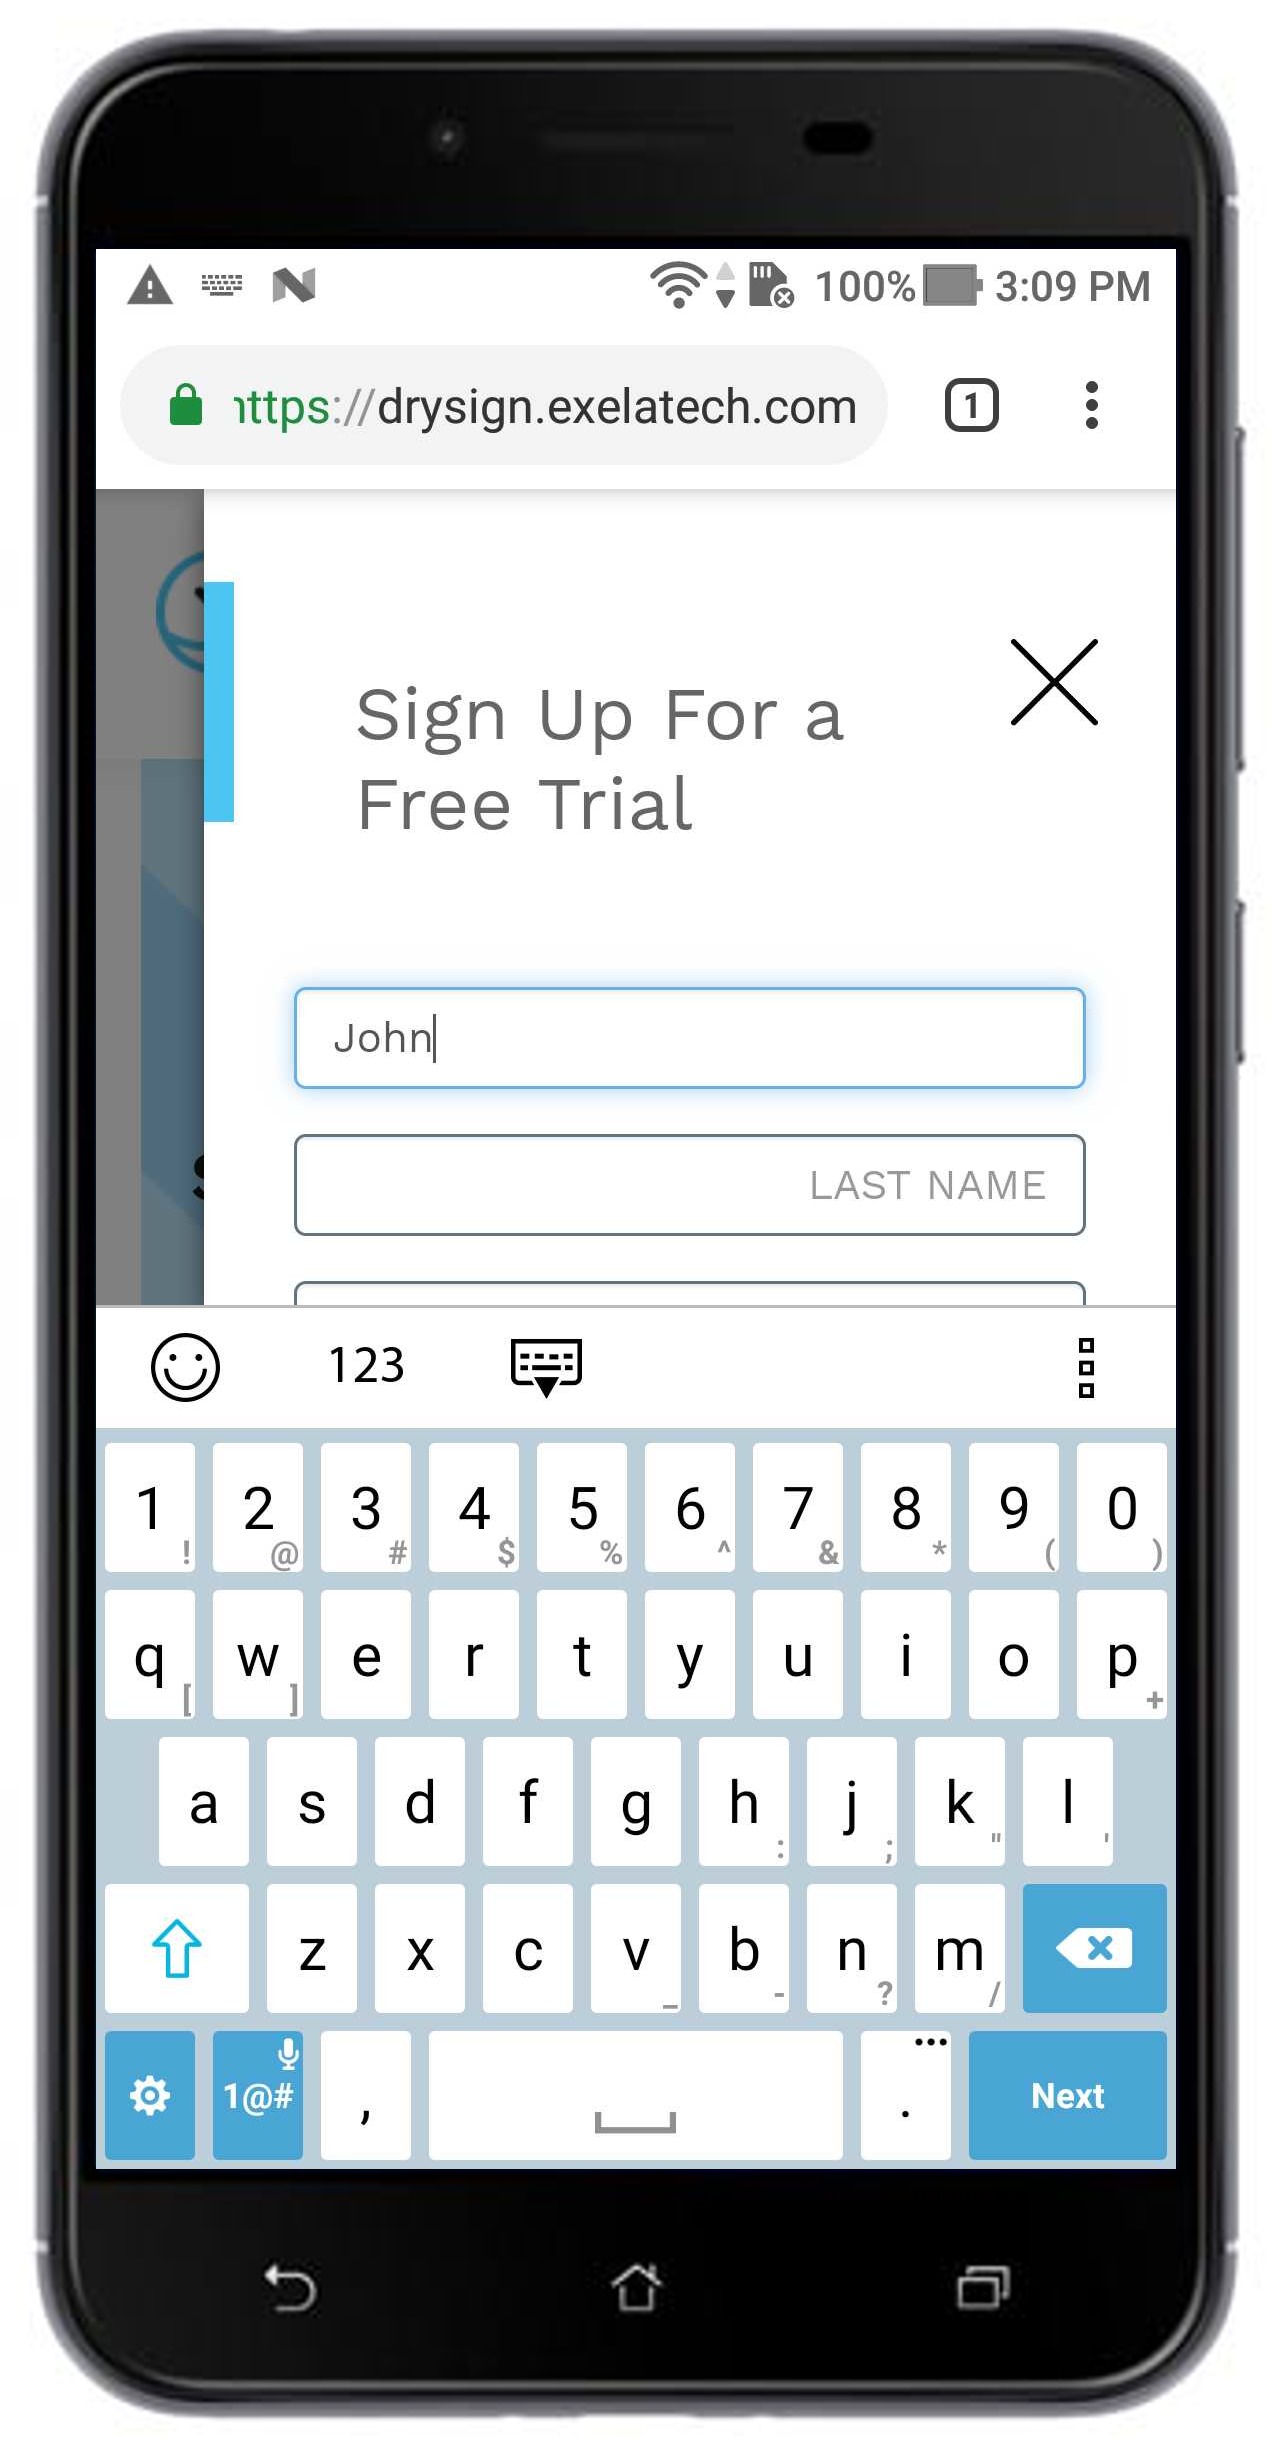 100% 3:09 PM
https://drysign.exelatech.com 1
Sign Up For a
Free Trial
John
LAST NAME
123
1 ! 2 @ 3 # 4 $ 5 % 6 ^ 7 & 8 * 9 ( 0 )
q [ w ] e r t y u i o p +
a s d f g h : j ; k " l '
z x c v _ b - n ? m /
1@# , . ... Next